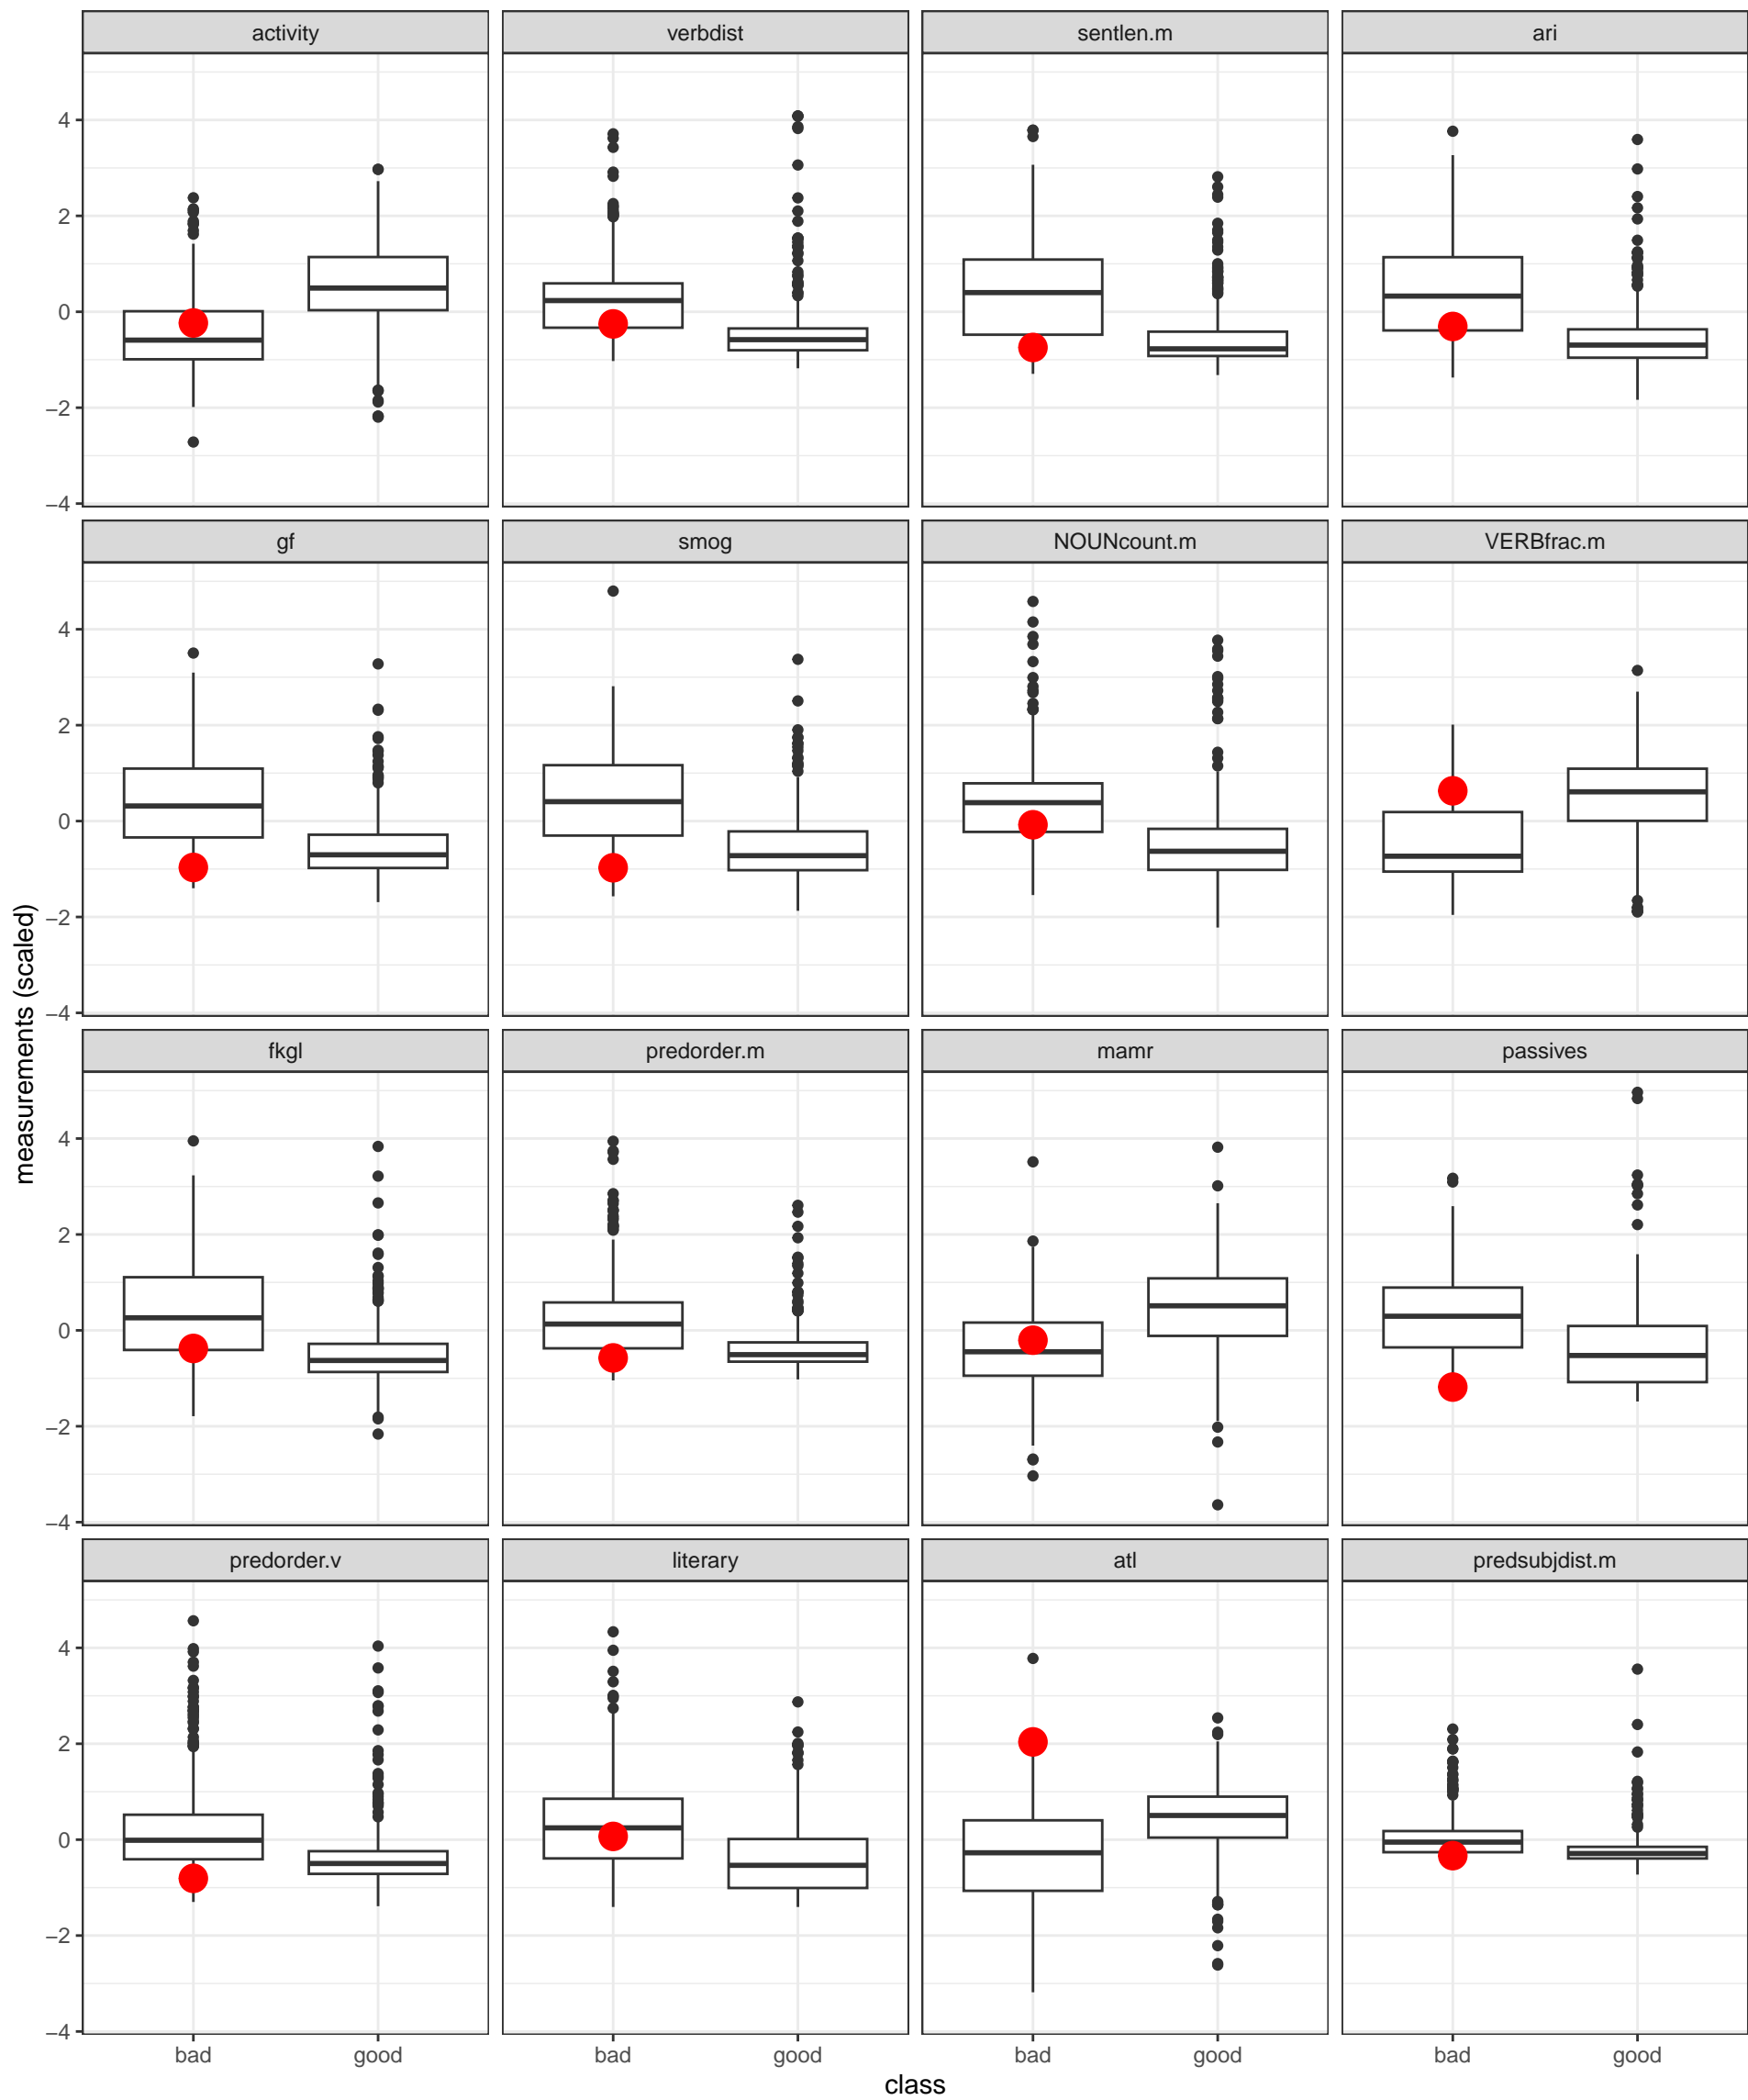 activity verbdist sentlen.m ari
4
2
0
−2
−4
gf smog NOUNcount.m VERBfrac.m
4
2
0
−2
−4
measurements (scaled)
fkgl predorder.m mamr passives
4
2
0
−2
−4
predorder.v literary atl predsubjdist.m
4
2
0
−2
−4
bad good bad good bad good bad good
class